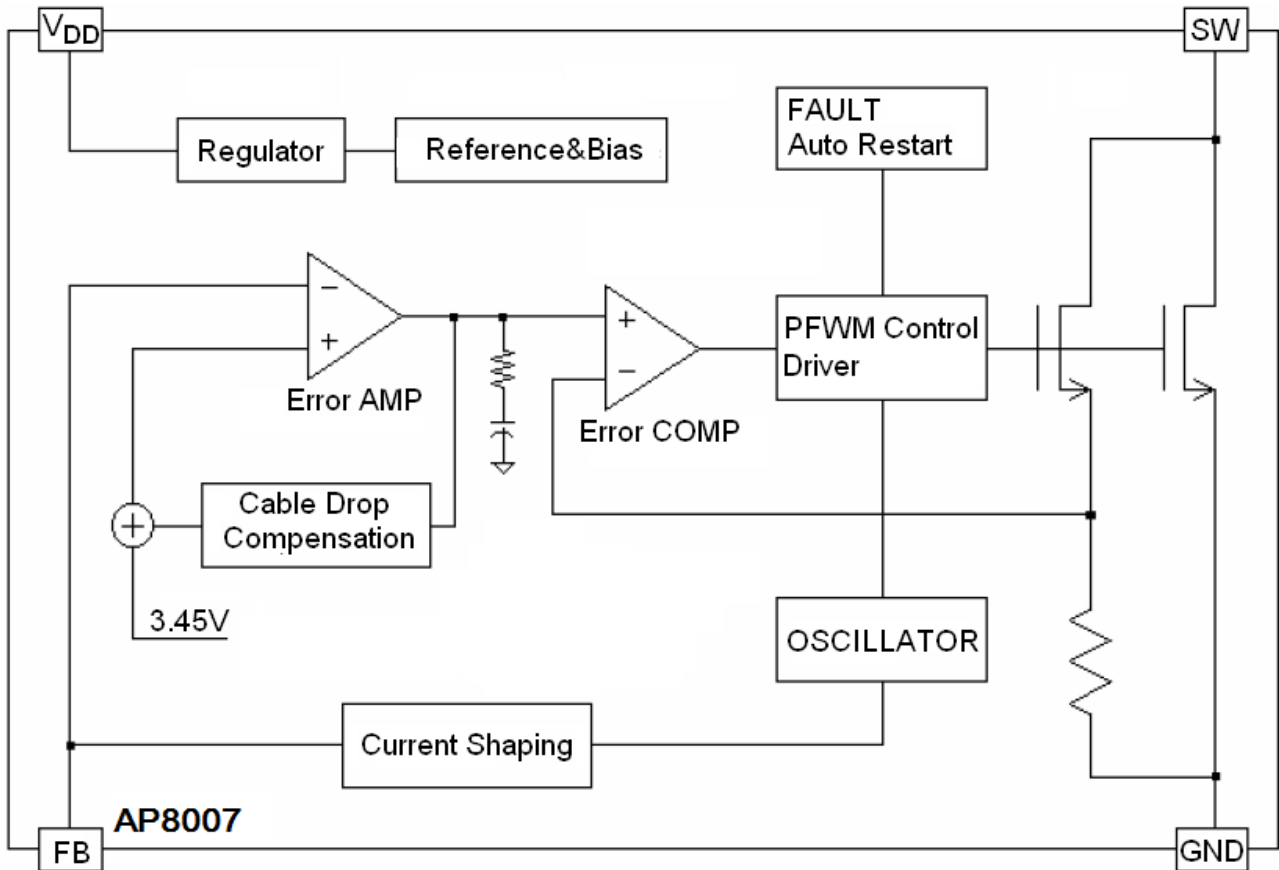 VDD
SW
FAULT
Auto Restart
Regulator
Reference&Bias
−
+
Error AMP
+
−
Error COMP
PFWM Control
Driver
Cable Drop
Compensation
+
3.45V
OSCILLATOR
Current Shaping
AP8007
FB
GND